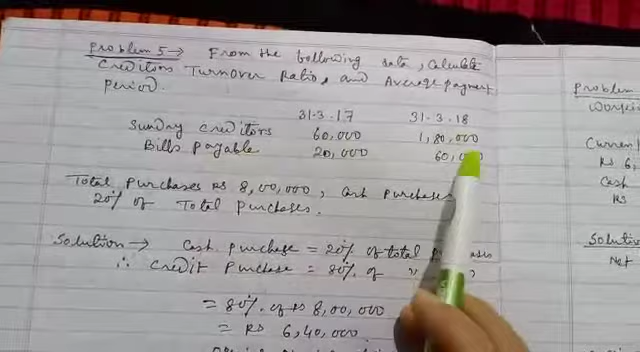 Problem 5→ From the following data, Calculate
Creditors Turnover Ratio, and Average payment
Period.
31-3-17 31-3-18
Sunday Creditors 60,000 1,80,000
Bills Payable 20,000 60,000
Total Purchases Rs 8,00,000, Cash Purchases
20% of Total Purchases.
Solution → Cash Purchase = 20% of total
∴ Credit Purchase = 80% of " "
= 80% of Rs 8,00,000
= Rs 6,40,000.
Problem
Current
Rs 6,
Cash
Rs
Solution
Net